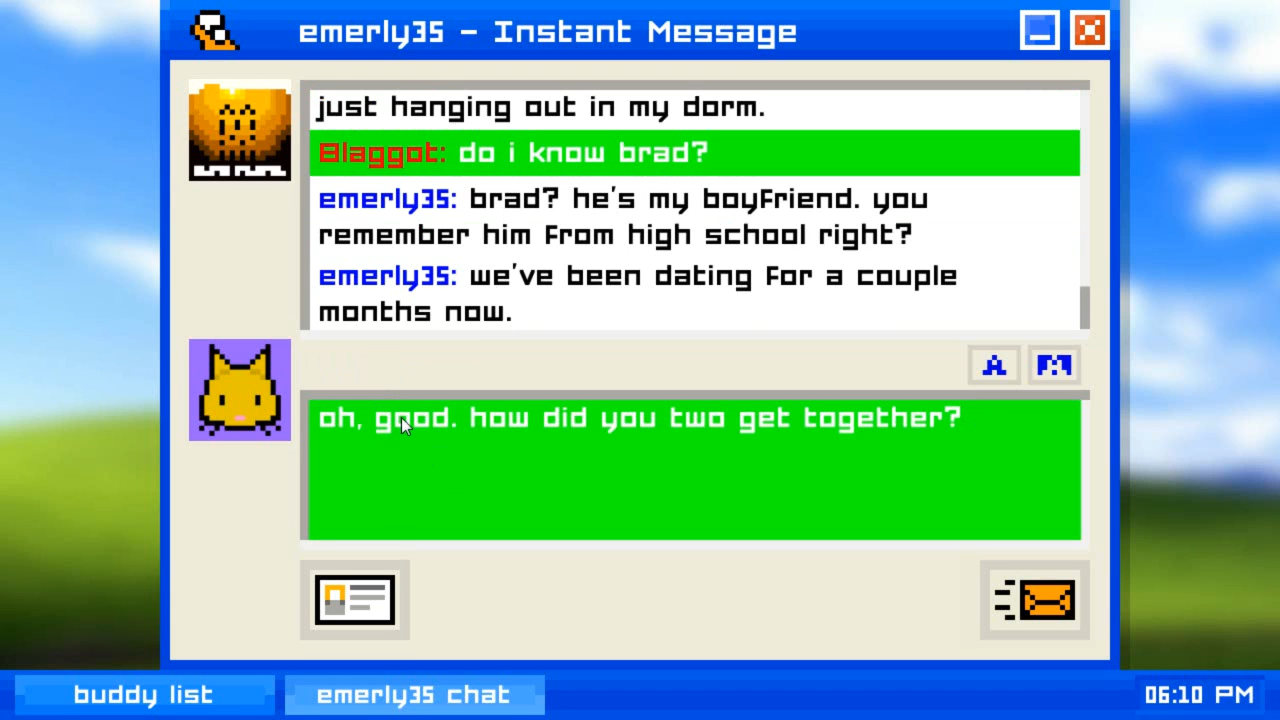 emerly35 - Instant Message
just hanging out in my dorm.
Blaggot: do i know brad?
emerly35: brad? he's my boyfriend. you
remember him from high school right?
emerly35: we've been dating for a couple
months now.
A
oh, good. how did you two get together?
buddy list
emerly35 chat
06:10 PM